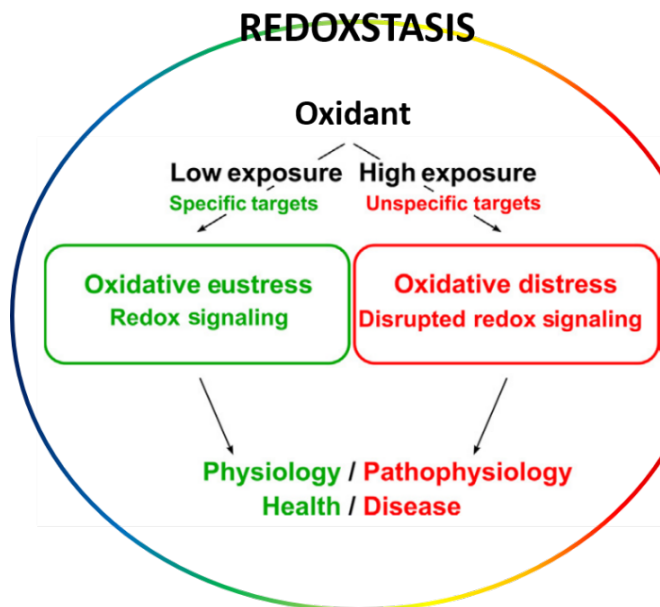 REDOXSTASIS
Oxidant
Low exposure High exposure
Specific targets Unspecific targets
Oxidative eustress
Redox signaling
Oxidative distress
Disrupted redox signaling
Physiology / Pathophysiology
Health / Disease